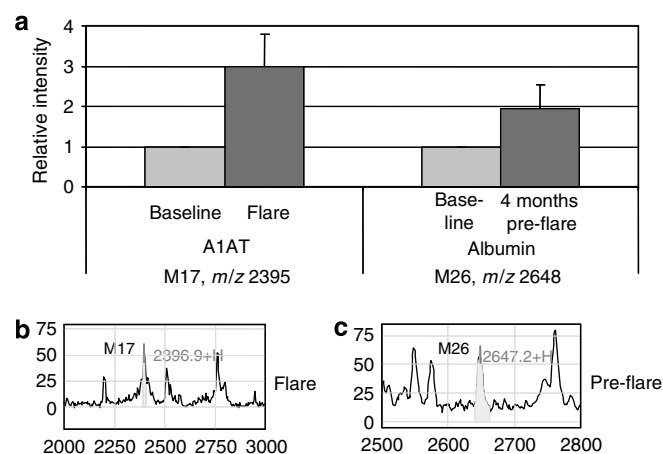 a
4
3
2
1
0
Relative intensity
Baseline
Flare
Base-
line
4 months
pre-flare
A1AT
Albumin
M17, m/z 2395
M26, m/z 2648
b
75
50
25
0
M17
2396.9+H
Flare
2000 2250 2500 2750 3000
c
75
50
25
0
M26
2647.2+H
Pre-flare
2500 2600 2700 2800